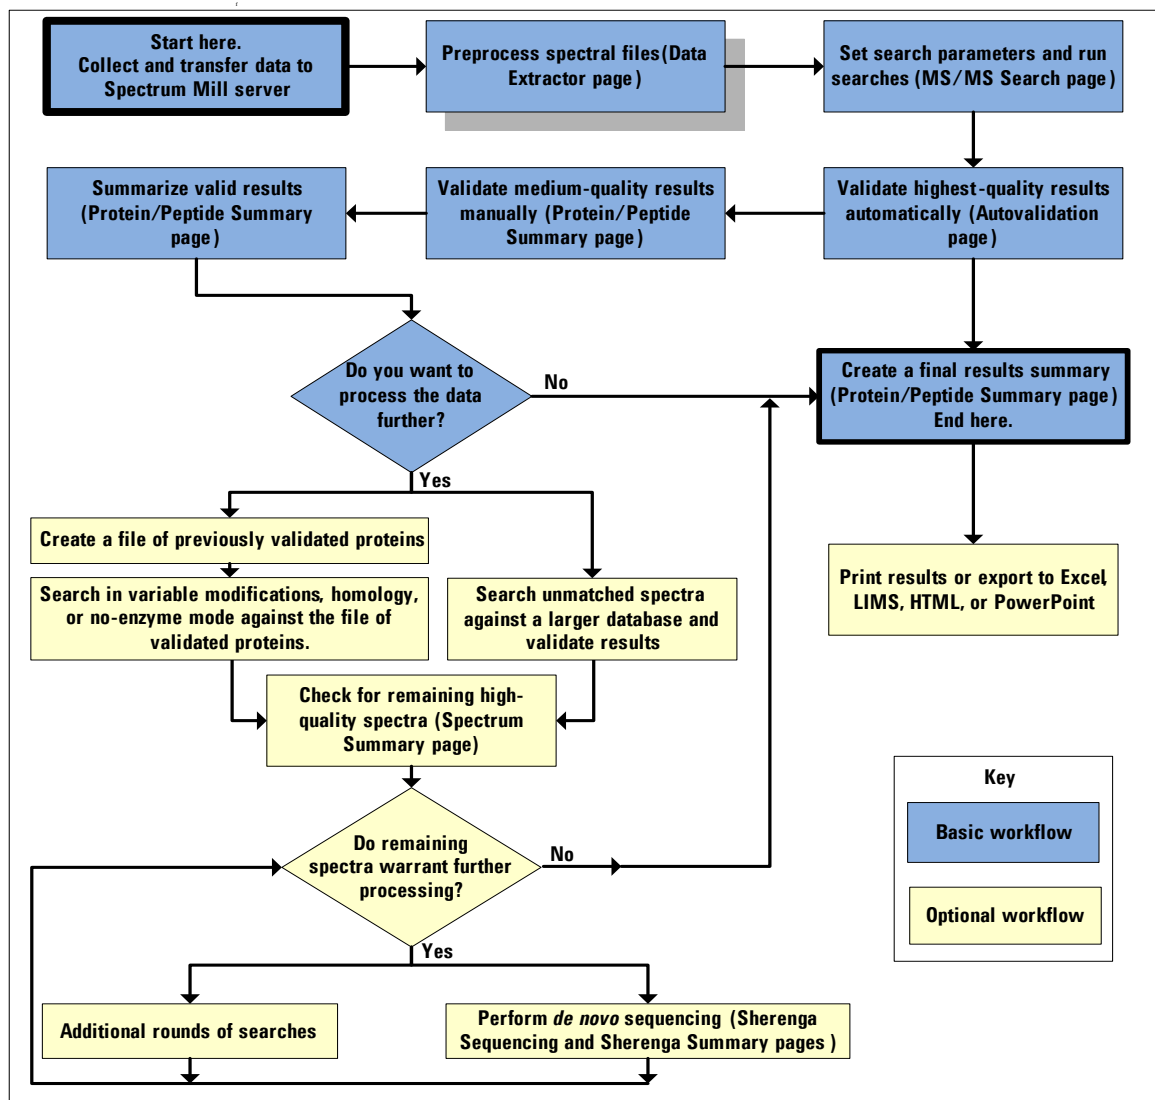 Start here.
Collect and transfer data to
Spectrum Mill server
Preprocess spectral files(Data
Extractor page)
Set search parameters and run
searches (MS/MS Search page)
Summarize valid results
(Protein/Peptide Summary
page)
Validate medium-quality results
manually (Protein/Peptide
Summary page)
Validate highest-quality results
automatically (Autovalidation
page)
Do you want to
process the data
further?
No
Create a final results summary
(Protein/Peptide Summary page)
End here.
Yes
Create a file of previously validated proteins
Search in variable modifications, homology,
or no-enzyme mode against the file of
validated proteins.
Search unmatched spectra
against a larger database and
validate results
Print results or export to Excel,
LIMS, HTML, or PowerPoint
Check for remaining high-
quality spectra (Spectrum
Summary page)
Do remaining
spectra warrant further
processing?
No
Yes
Key
Basic workflow
Optional workflow
Additional rounds of searches
Perform de novo sequencing (Sherenga
Sequencing and Sherenga Summary pages )